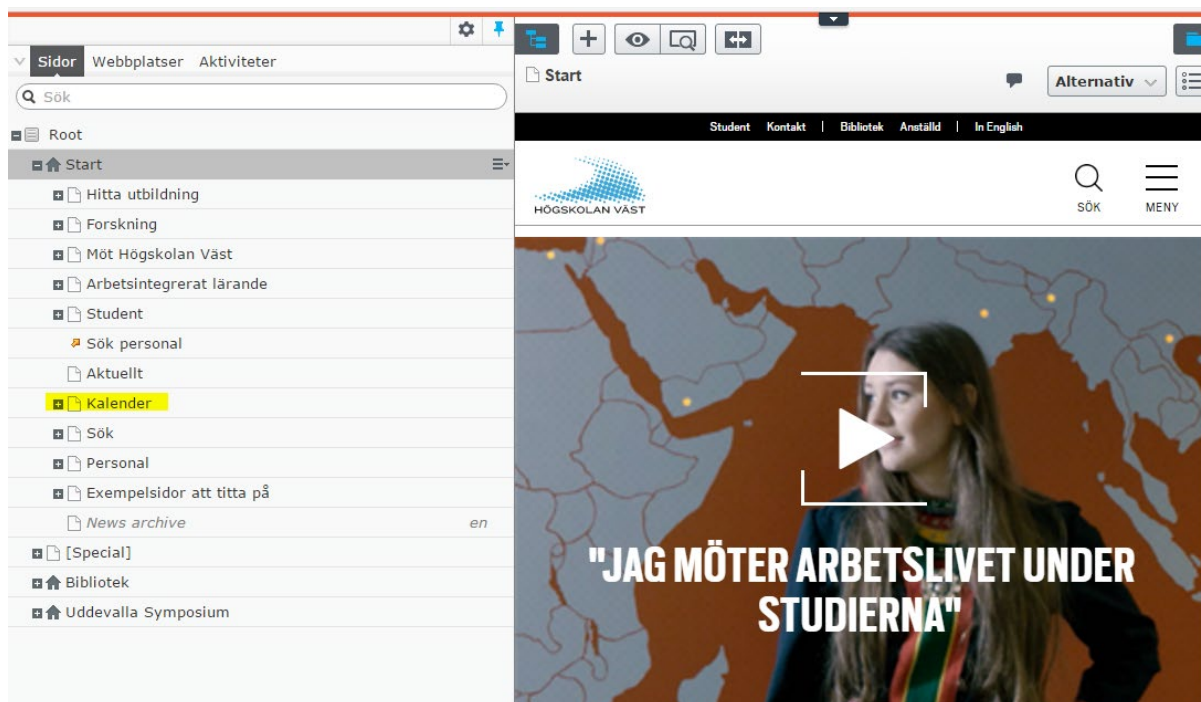 Sidor Webbplatser Aktiviteter
Sök
Root
Start
Hitta utbildning
Forskning
Möt Högskolan Väst
Arbetsintegrerat lärande
Student
Sök personal
Aktuellt
Kalender
Sök
Personal
Exempelsidor att titta på
News archive en
[Special]
Bibliotek
Uddevalla Symposium
Start
Alternativ
Student Kontakt | Bibliotek Anställd | In English
HÖGSKOLAN VÄST
SÖK MENY
"JAG MÖTER ARBETSLIVET UNDER
STUDIERNA"